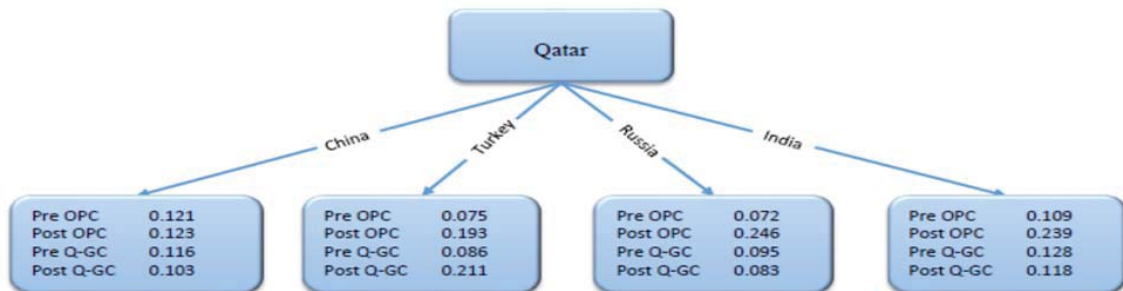 Qatar
China
Turkey
Russia
India
Pre OPC 0.121
Post OPC 0.123
Pre Q-GC 0.116
Post Q-GC 0.103
Pre OPC 0.075
Post OPC 0.193
Pre Q-GC 0.086
Post Q-GC 0.211
Pre OPC 0.072
Post OPC 0.246
Pre Q-GC 0.095
Post Q-GC 0.083
Pre OPC 0.109
Post OPC 0.239
Pre Q-GC 0.128
Post Q-GC 0.118